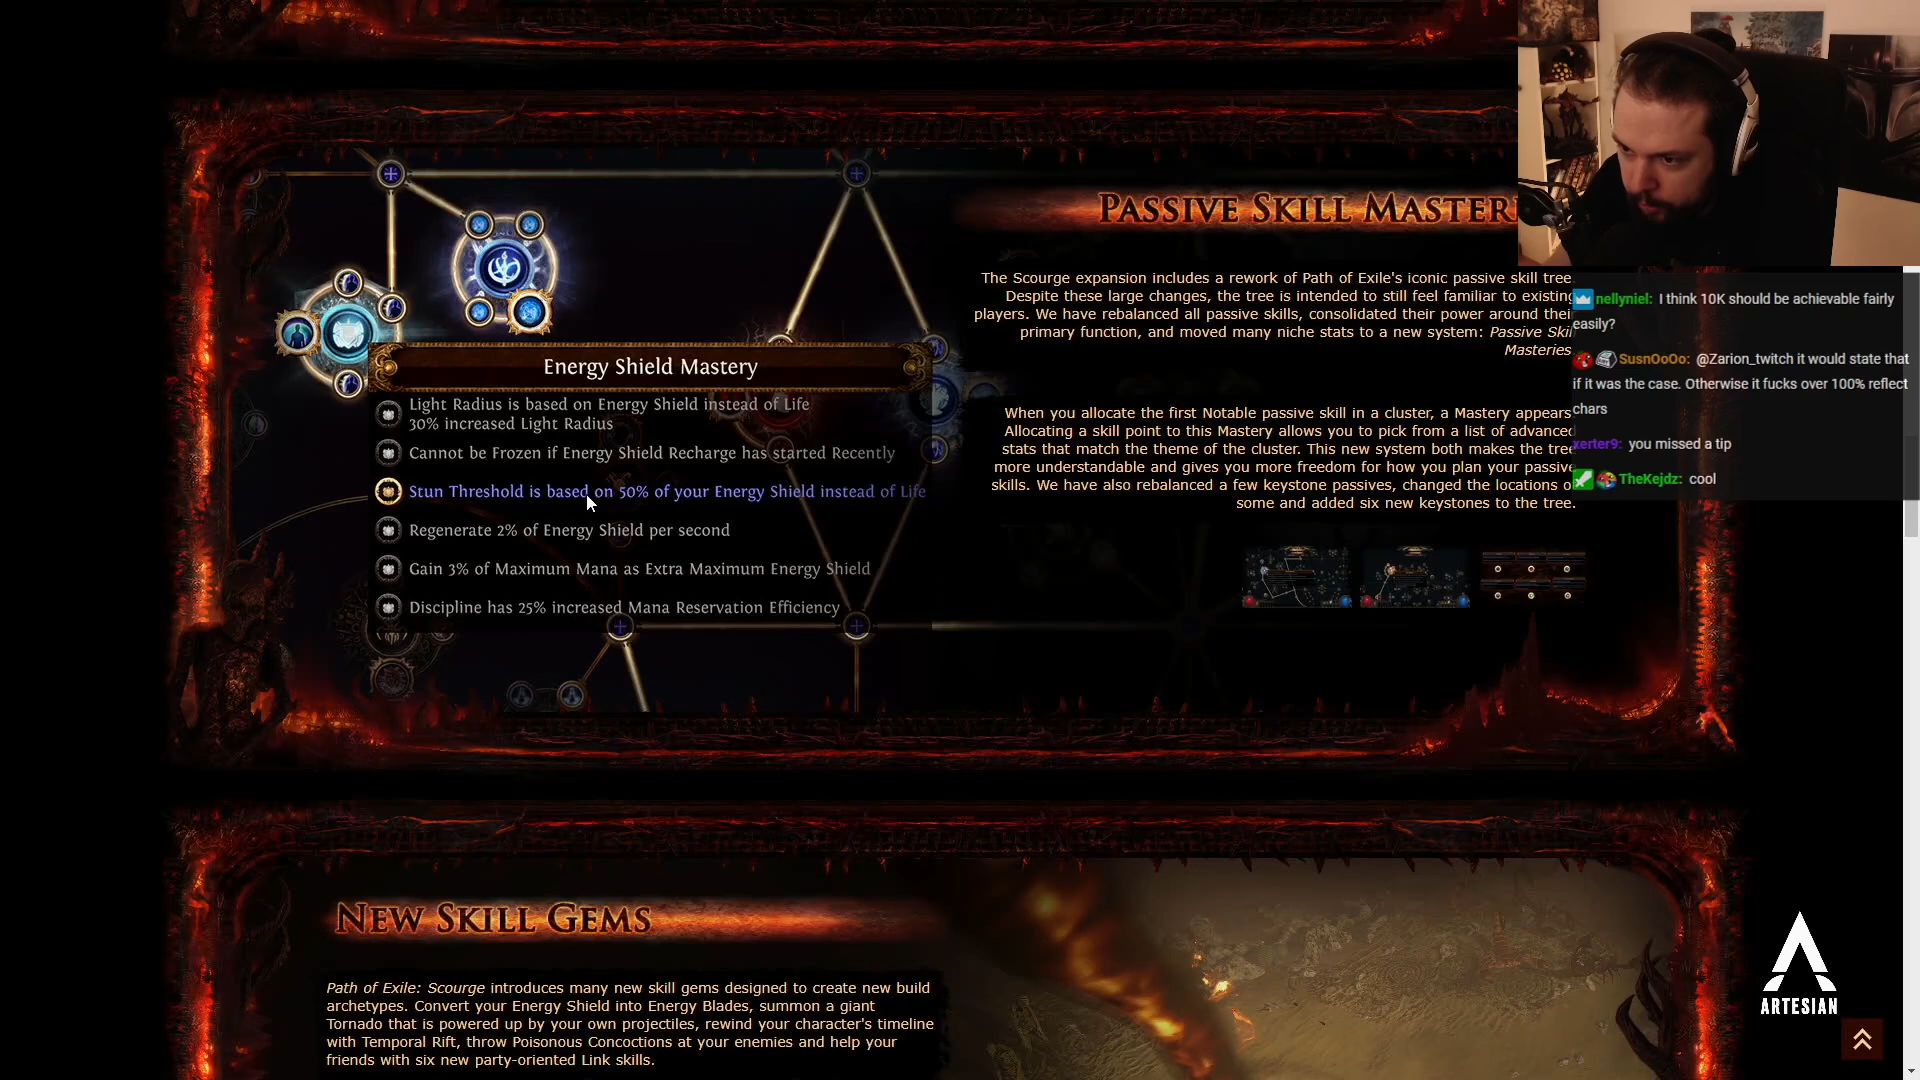 PASSIVE SKILL MASTER
The Scourge expansion includes a rework of Path of Exile's iconic passive skill tree.
Despite these large changes, the tree is intended to still feel familiar to existing
players. We have rebalanced all passive skills, consolidated their power around their
primary function, and moved many niche stats to a new system: Passive Skil
Masteries
When you allocate the first Notable passive skill in a cluster, a Mastery appears
Allocating a skill point to this Mastery allows you to pick from a list of advanced
stats that match the theme of the cluster. This new system both makes the tree
more understandable and gives you more freedom for how you plan your passive
skills. We have also rebalanced a few keystone passives, changed the locations o
some and added six new keystones to the tree.
Energy Shield Mastery
Light Radius is based on Energy Shield instead of Life
30% increased Light Radius
Cannot be Frozen if Energy Shield Recharge has started Recently
Stun Threshold is based on 50% of your Energy Shield instead of Life
Regenerate 2% of Energy Shield per second
Gain 3% of Maximum Mana as Extra Maximum Energy Shield
Discipline has 25% increased Mana Reservation Efficiency
nellyniel: I think 10K should be achievable fairly
easily?
SusnOoOo: @Zarion_twitch it would state that
if it was the case. Otherwise it fucks over 100% reflect
chars
xerter9: you missed a tip
TheKejdz: cool
NEW SKILL GEMS
Path of Exile: Scourge introduces many new skill gems designed to create new build
archetypes. Convert your Energy Shield into Energy Blades, summon a giant
Tornado that is powered up by your own projectiles, rewind your character's timeline
with Temporal Rift, throw Poisonous Concoctions at your enemies and help your
friends with six new party-oriented Link skills.
ARTESIAN